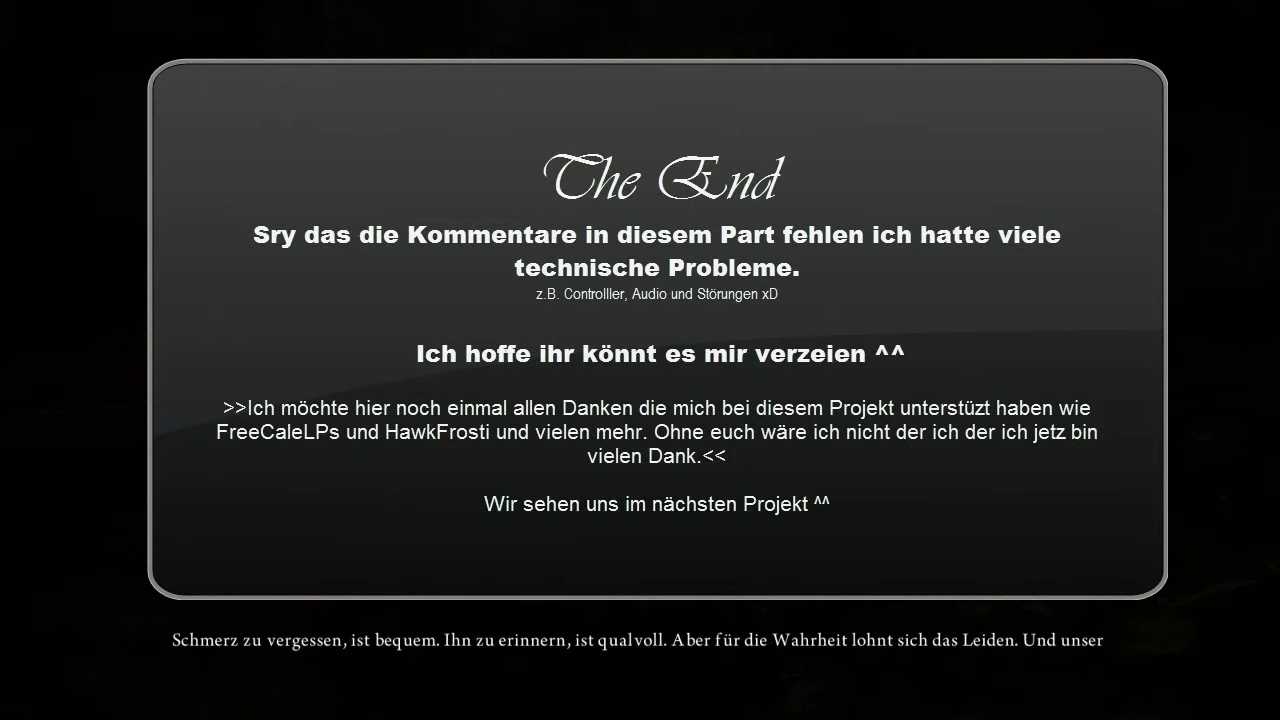 The End
Sry das die Kommentare in diesem Part fehlen ich hatte viele
technische Probleme.
z.B. Controlller, Audio und Störungen xD
Ich hoffe ihr könnt es mir verzeien ^^
>>Ich möchte hier noch einmal allen Danken die mich bei diesem Projekt unterstüzt haben wie
FreeCaleLPs und HawkFrosti und vielen mehr. Ohne euch wäre ich nicht der ich der ich jetz bin
vielen Dank.<<
Wir sehen uns im nächsten Projekt ^^
Schmerz zu vergessen, ist bequem. Ihn zu erinnern, ist qualvoll. Aber für die Wahrheit lohnt sich das Leiden. Und unser